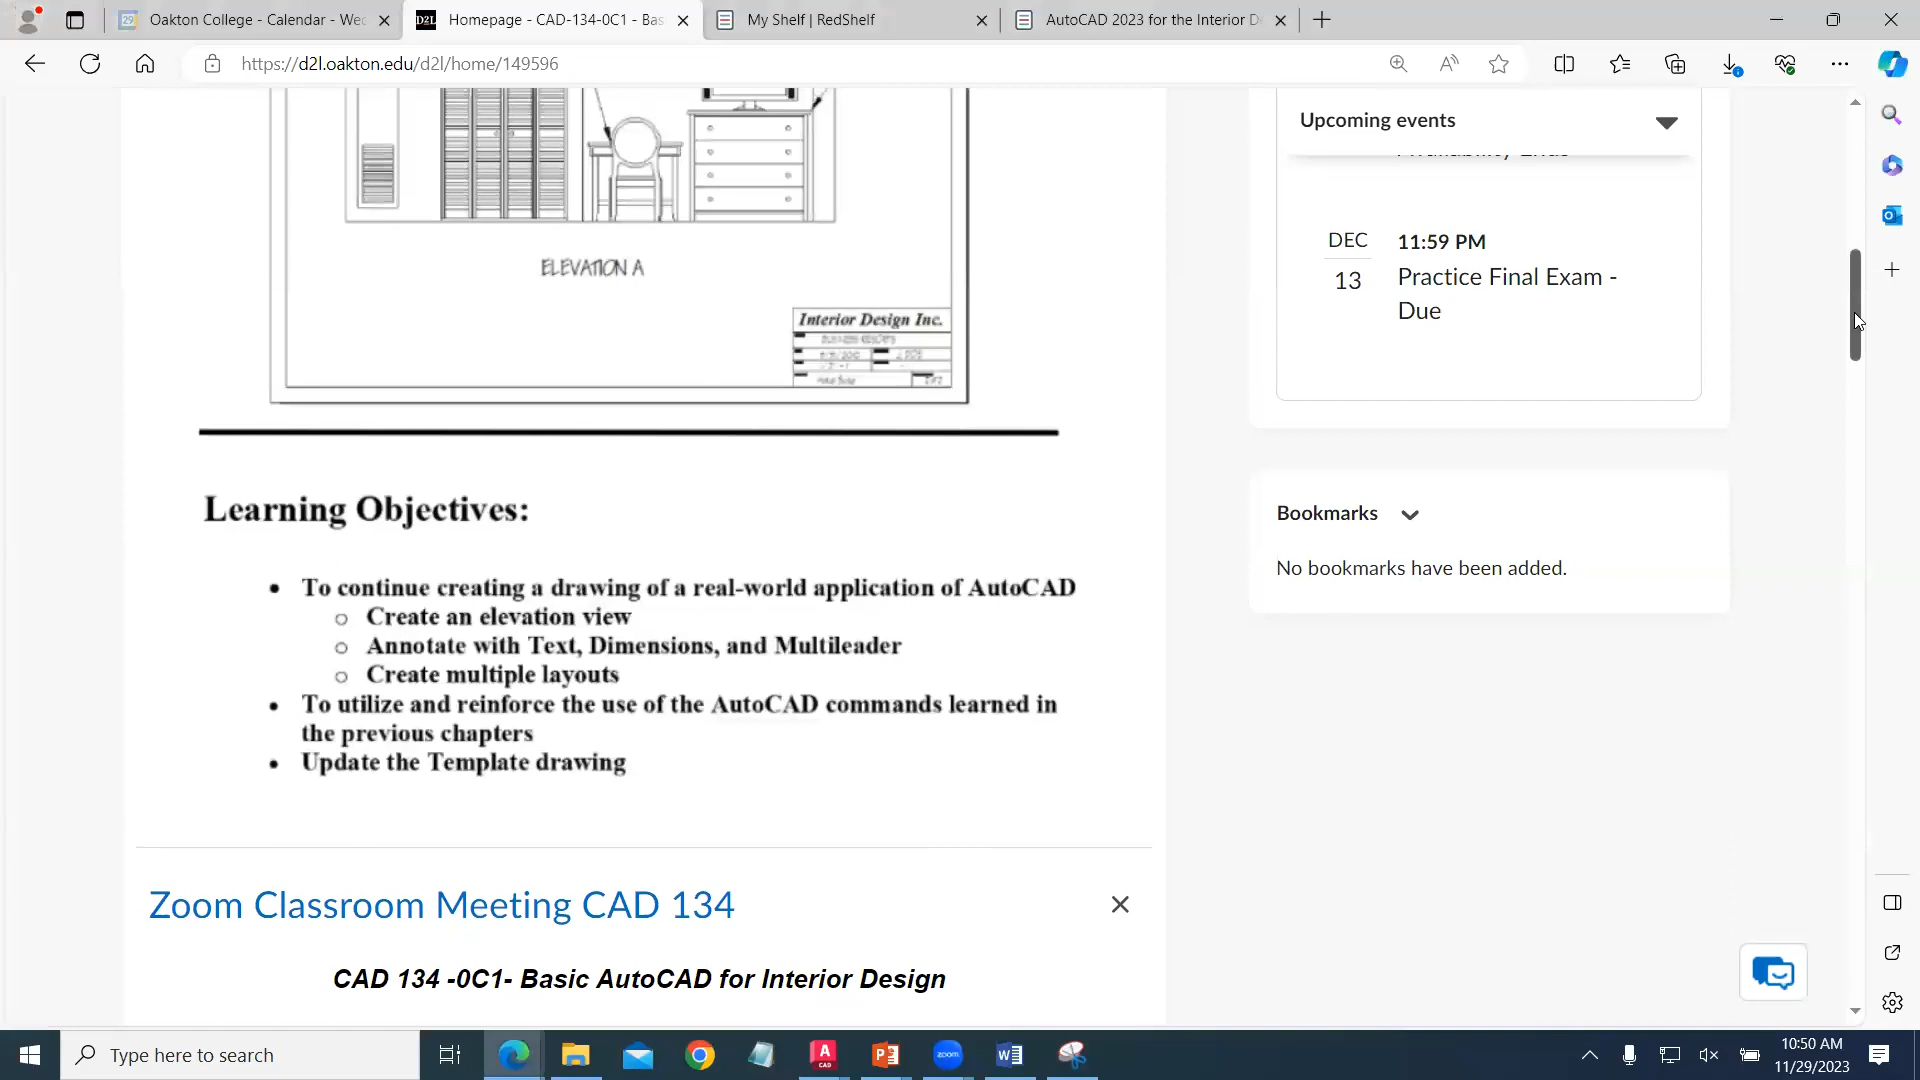 Oakton College - Calendar - Wed
Homepage - CAD-134-0C1 - Bas
My Shelf | RedShelf
AutoCAD 2023 for the Interior D
https://d2l.oakton.edu/d2l/home/149596
ELEVATION A
Interior Design Inc.
Learning Objectives:
• To continue creating a drawing of a real-world application of AutoCAD
o Create an elevation view
o Annotate with Text, Dimensions, and Multileader
o Create multiple layouts
• To utilize and reinforce the use of the AutoCAD commands learned in
the previous chapters
• Update the Template drawing
Zoom Classroom Meeting CAD 134
CAD 134 -0C1- Basic AutoCAD for Interior Design
Upcoming events
DEC
13
11:59 PM
Practice Final Exam -
Due
Bookmarks
No bookmarks have been added.
Type here to search
10:50 AM
11/29/2023